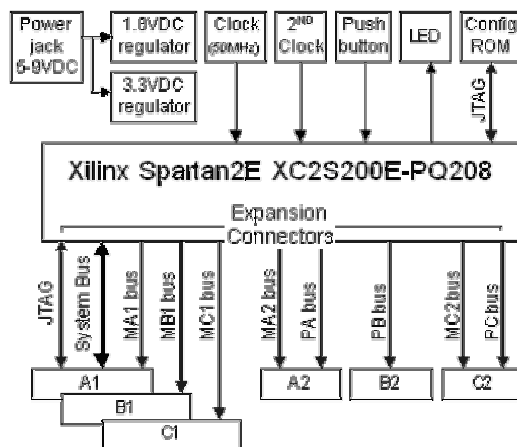 Power
jack
5-9VDC
1.8VDC
regulator
3.3VDC
regulator
Clock
(50MHz)
2ND
Clock
Push
button
LED
Config
ROM
JTAG
Xilinx Spartan2E XC2S200E-PQ208
Expansion
Connectors
JTAG
System Bus
MA1 bus
MB1 bus
MC1 bus
MA2 bus
PA bus
PB bus
MC2 bus
PC bus
A1
B1
C1
A2
B2
C2